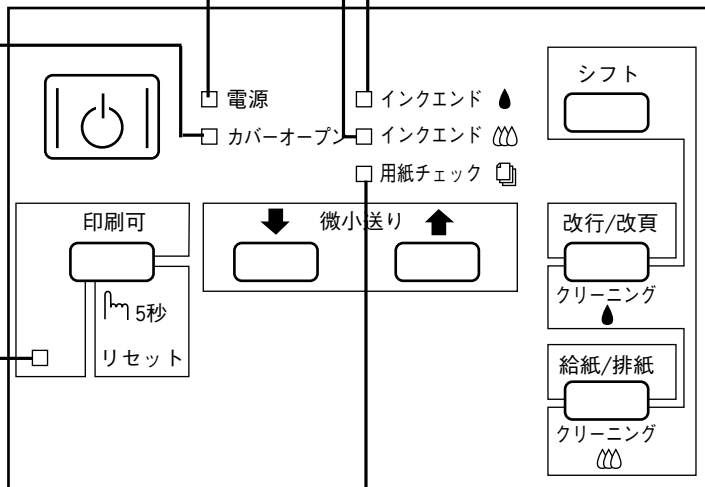 シフト
電源
インクエンド
カバーオープン
インクエンド
用紙チェック
印刷可
微小送り
改行/改頁
クリーニング
5秒
リセット
給紙/排紙
クリーニング